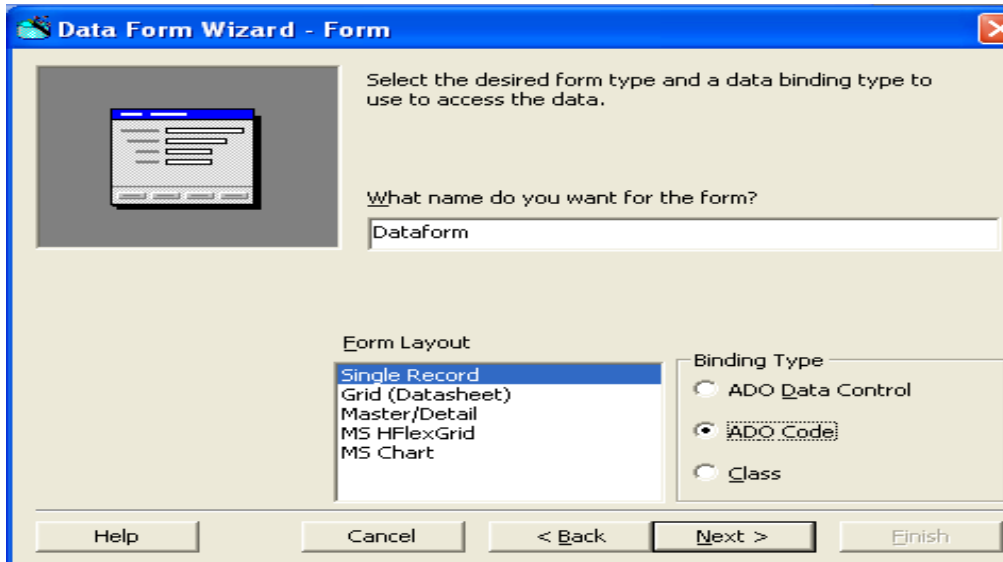 Data Form Wizard - Form
Select the desired form type and a data binding type to
use to access the data.
What name do you want for the form?
Dataform
Form Layout
Single Record
Grid (Datasheet)
Master/Detail
MS HFlexGrid
MS Chart
Binding Type
ADO Data Control
ADO Code
Class
Help
Cancel
< Back
Next >
Finish